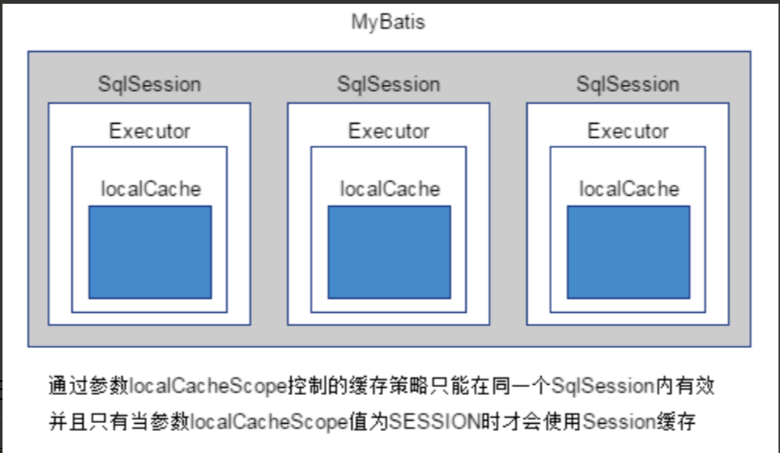 MyBatis
SqlSession SqlSession SqlSession
Executor Executor Executor
localCache localCache localCache
通过参数localCacheScope控制的缓存策略只能在同一个SqlSession内有效
并且只有当参数localCacheScope值为SESSION时才会使用Session缓存